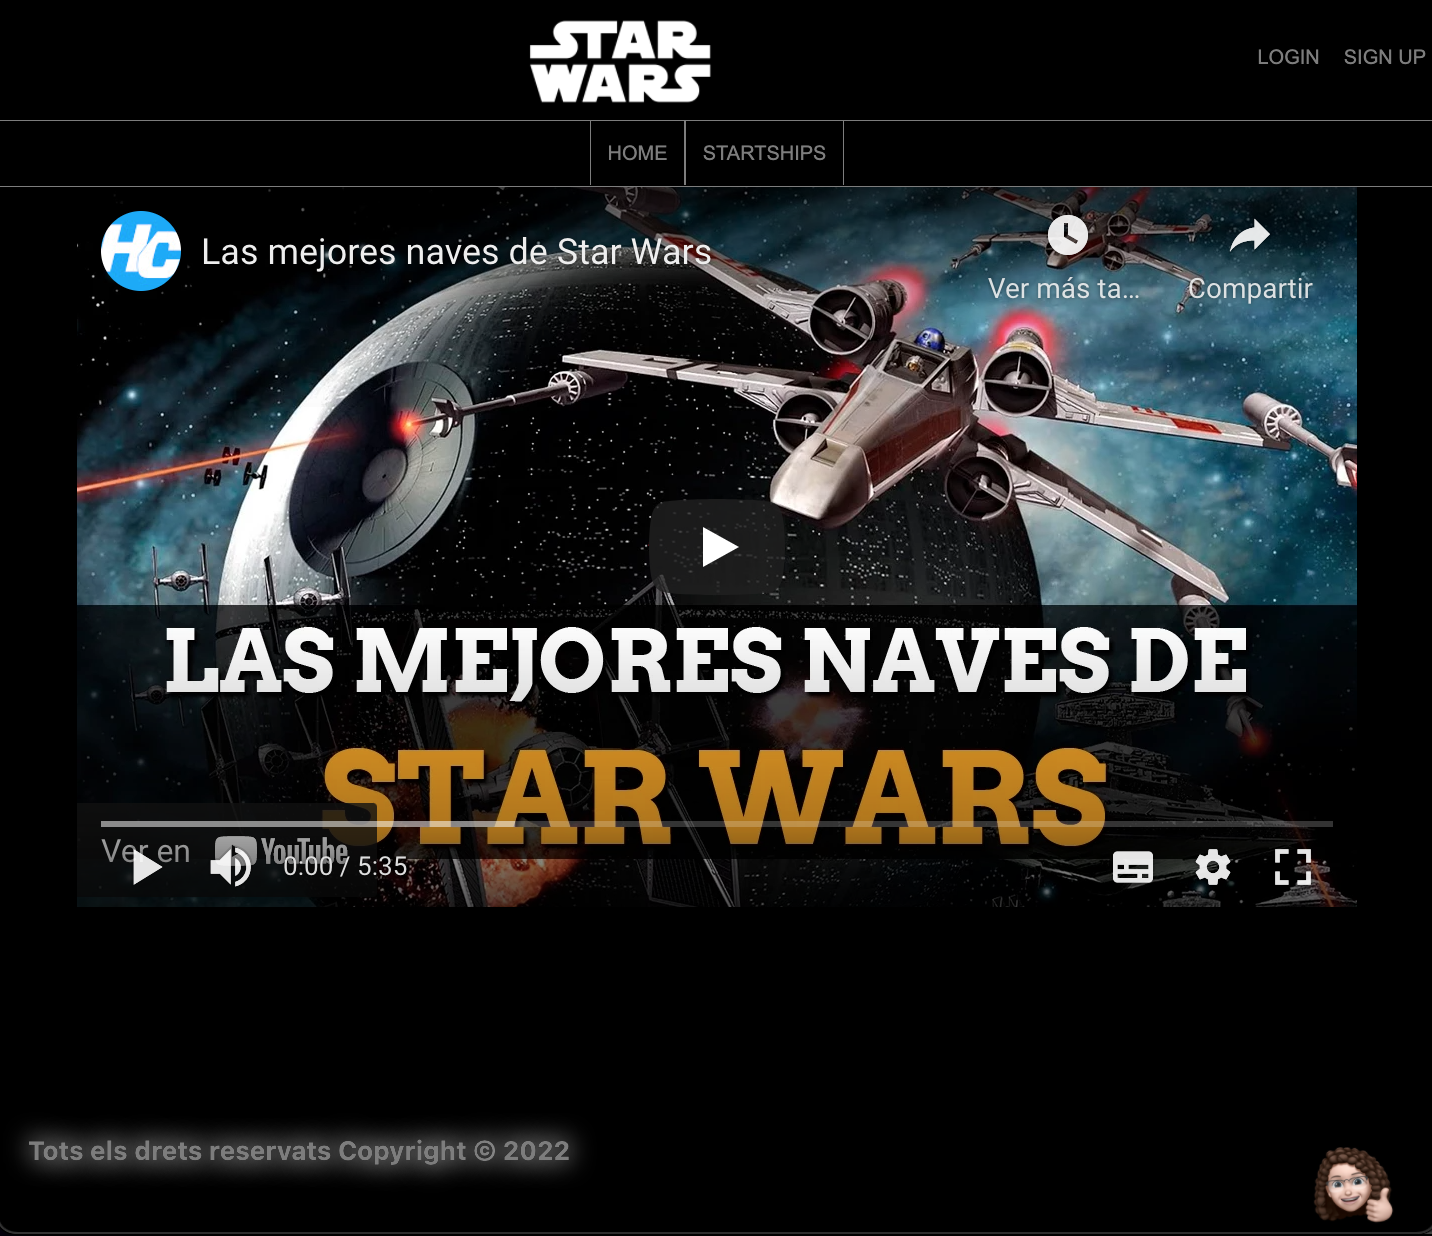 STAR
WARS
LOGIN SIGN UP
HOME STARTSHIPS
HC Las mejores naves de Star Wars
Ver más ta... Compartir
LAS MEJORES NAVES DE
STAR WARS
Ver en YouTube
0:00 / 5:35
Tots els drets reservats Copyright © 2022